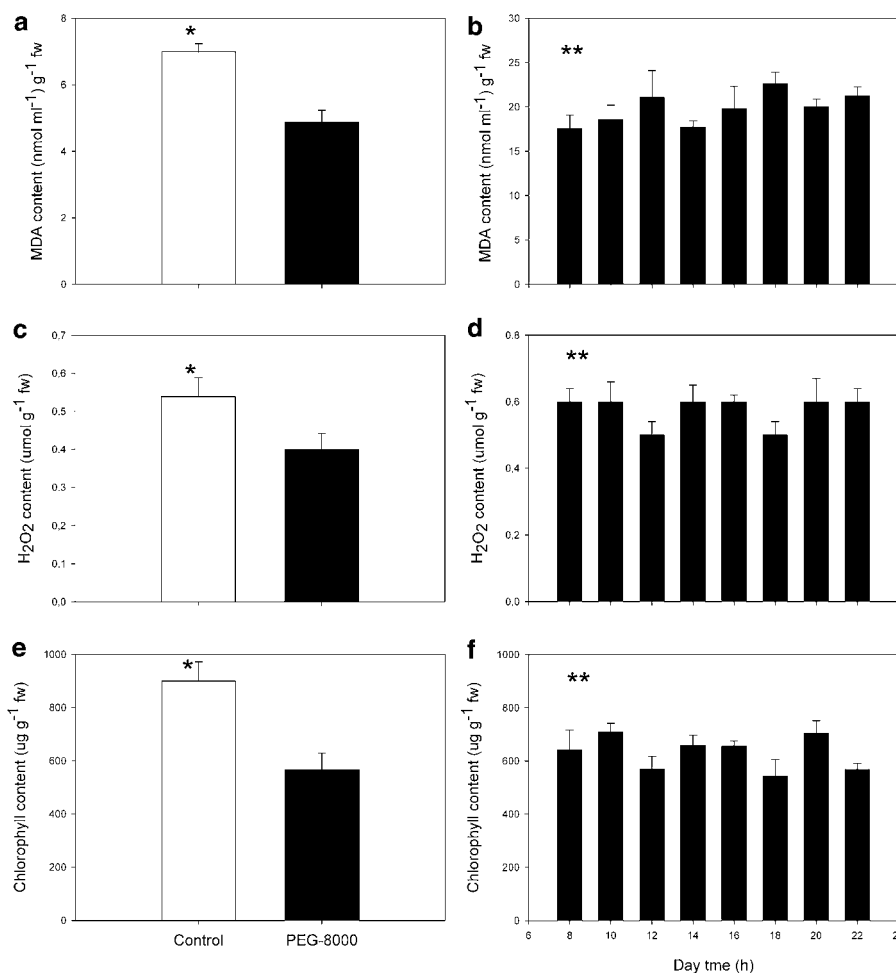 a
*
MDA content (nmol ml⁻¹) g⁻¹ fw
8
6
4
2
0
b
**
MDA content (nmol ml⁻¹) g⁻¹ fw
30
25
20
15
10
5
0
c
*
H₂O₂ content (umol g⁻¹ fw)
0,7
0,6
0,5
0,4
0,3
0,2
0,1
0,0
d
**
H₂O₂ content (umol g⁻¹ fw)
0,8
0,6
0,4
0,2
0,0
e
*
Chlorophyll content (ug g⁻¹ fw)
1000
800
600
400
200
0
Control PEG-8000
f
**
Chlorophyll content (ug g⁻¹ fw)
1000
800
600
400
200
0
6 8 10 12 14 16 18 20 22
Day tme (h)